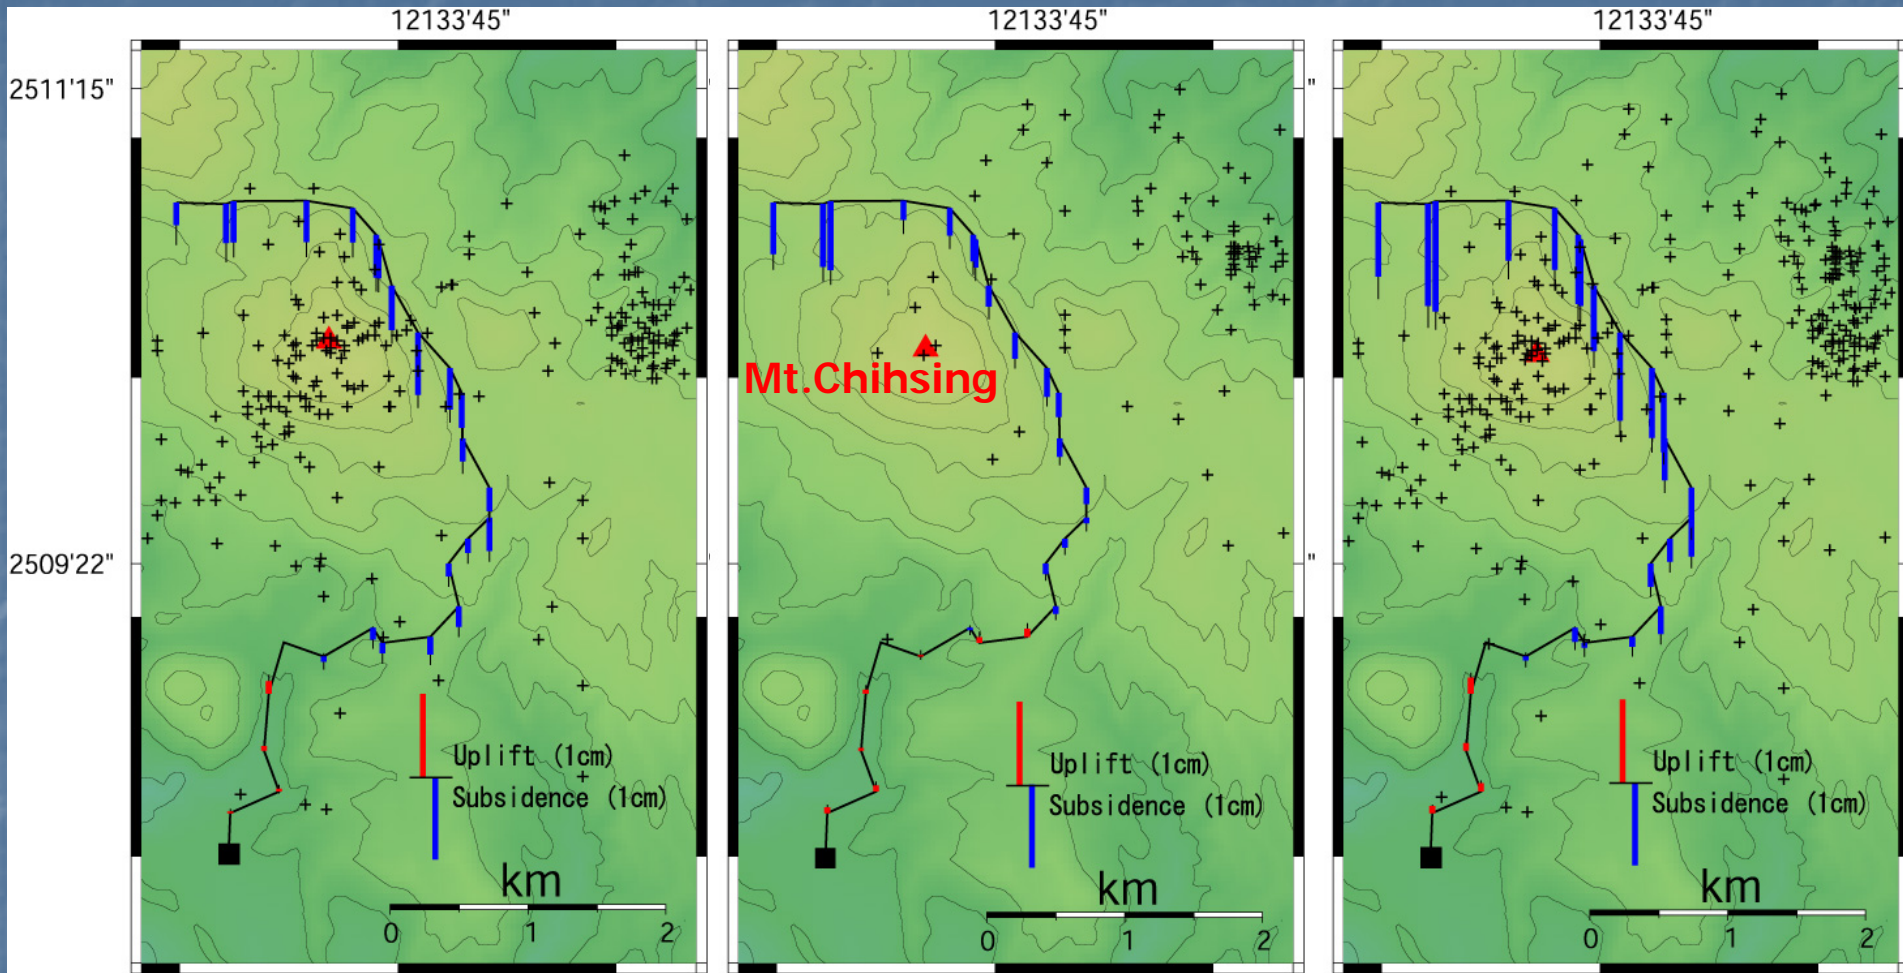 12133'45" 12133'45" 12133'45"
2511'15" ' "
Mt.Chihsing
2509'22" ' "
Uplift (1cm) Uplift (1cm) Uplift (1cm)
Subsidence (1cm) Subsidence (1cm) Subsidence (1cm)
km km km
0 1 2 0 1 2 0 1 2